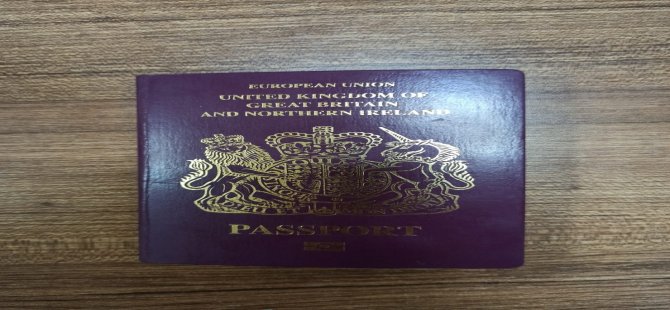 EUROPEAN UNION
UNITED KINGDOM OF
GREAT BRITAIN
AND NORTHERN IRELAND
PASSPORT